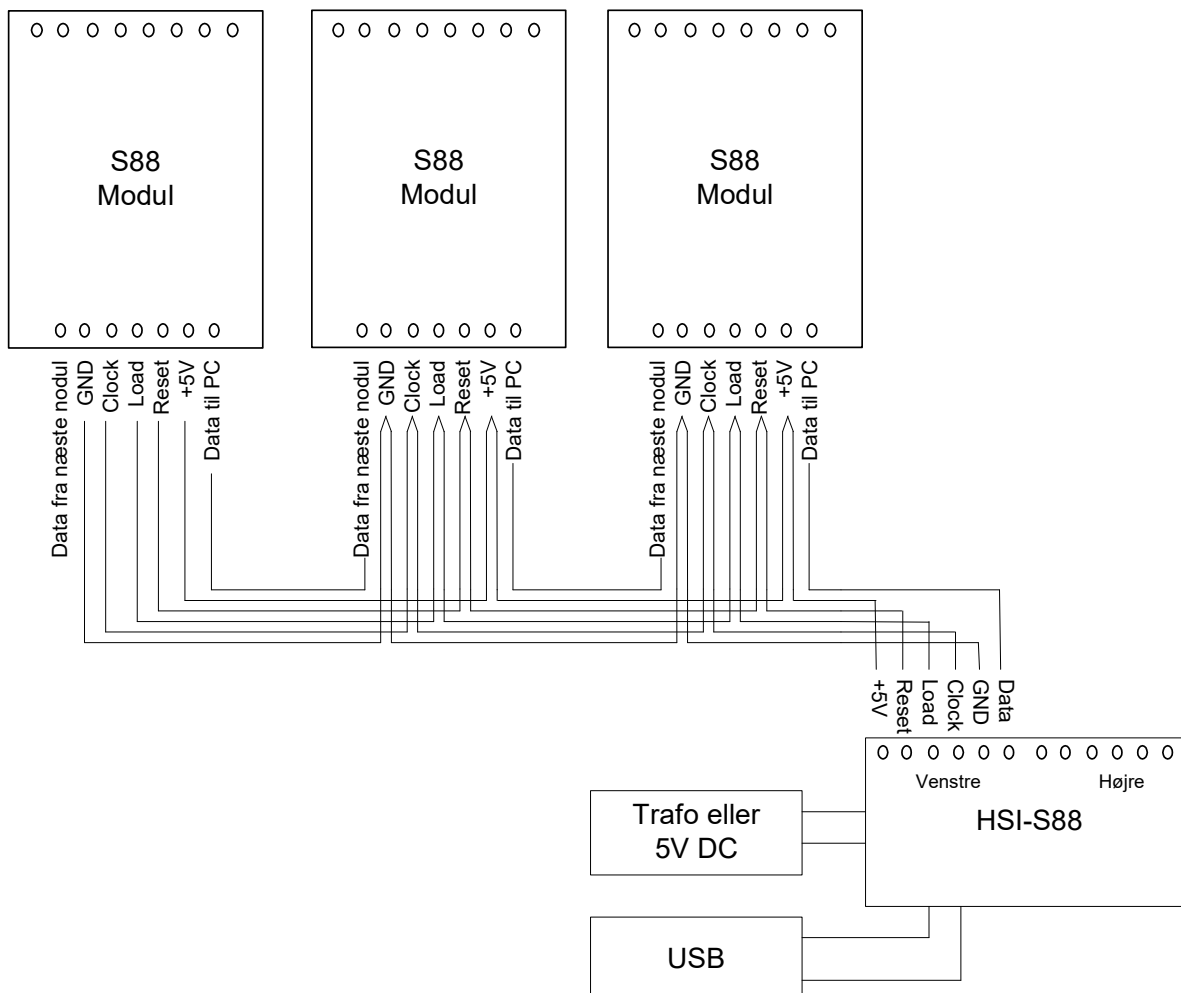 S88
Modul
S88
Modul
S88
Modul
Data fra næste nodul
GND
Clock
Load
Reset
+5V
Data til PC
Data fra næste nodul
GND
Clock
Load
Reset
+5V
Data til PC
Data fra næste nodul
GND
Clock
Load
Reset
+5V
Data til PC
+5V
Reset
Load
Clock
GND
Data
Venstre
Højre
HSI-S88
Trafo eller
5V DC
USB